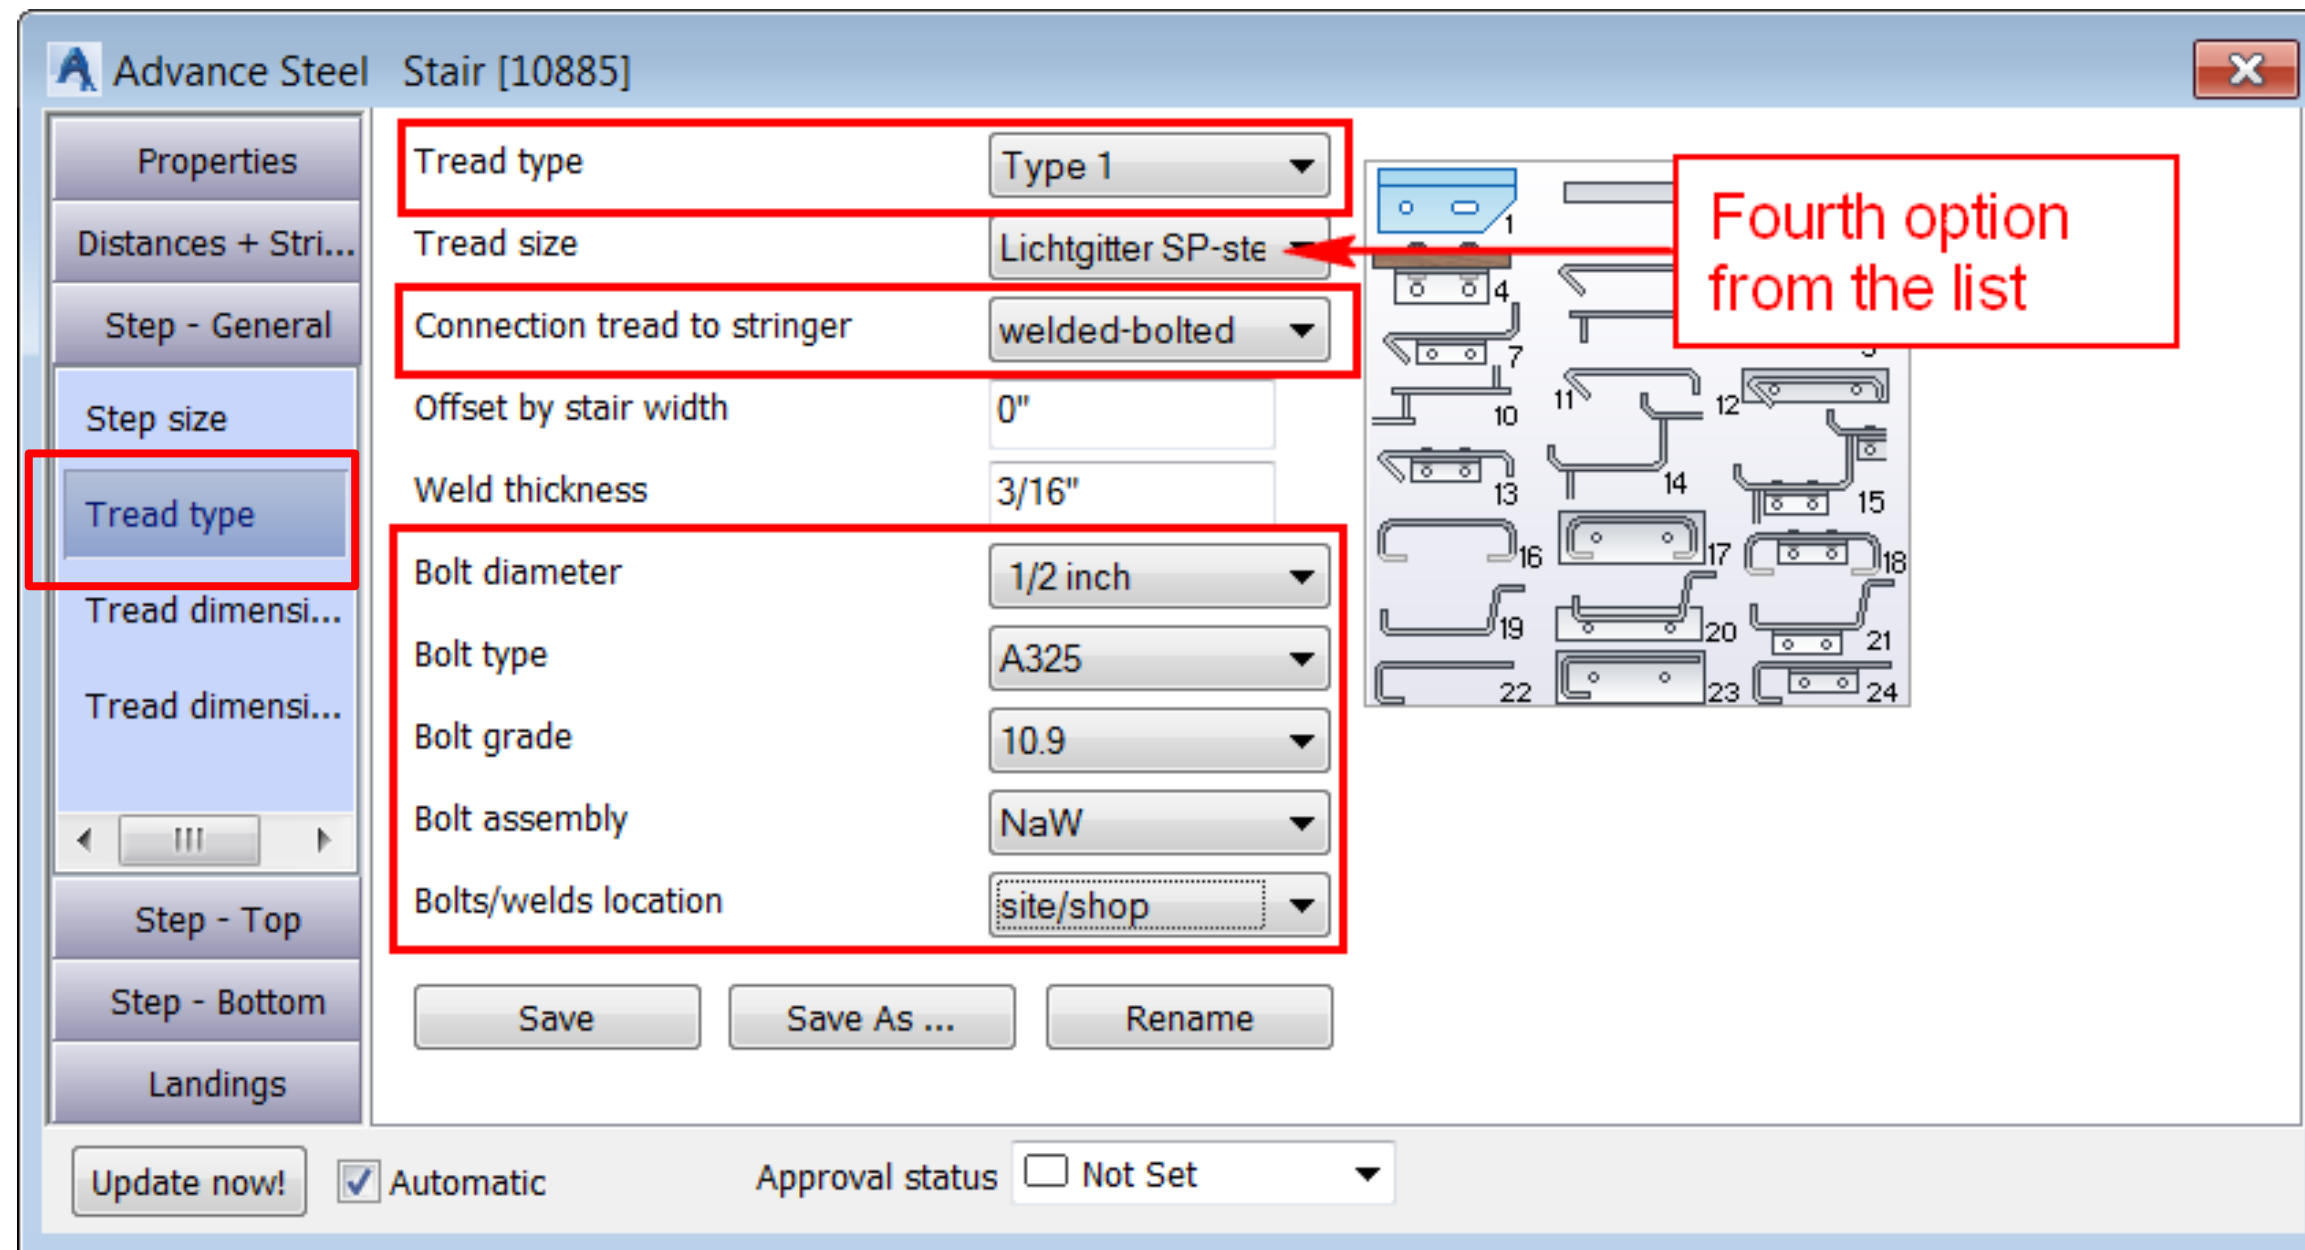 Advance Steel   Stair [10885]
Properties
Distances + Stri...
Step - General
Step size
Tread type
Tread dimensi...
Tread dimensi...
Step - Top
Step - Bottom
Landings
Tread type   Type 1
Tread size   Lichtgitter SP-ste
Connection tread to stringer   welded-bolted
Offset by stair width   0"
Weld thickness   3/16"
Bolt diameter   1/2 inch
Bolt type   A325
Bolt grade   10.9
Bolt assembly   NaW
Bolts/welds location   site/shop
Save   Save As ...   Rename
Fourth option
from the list
1
4
7
10   11   12
13   14   15
16   17   18
19   20   21
22   23   24
Update now!   Automatic   Approval status   Not Set